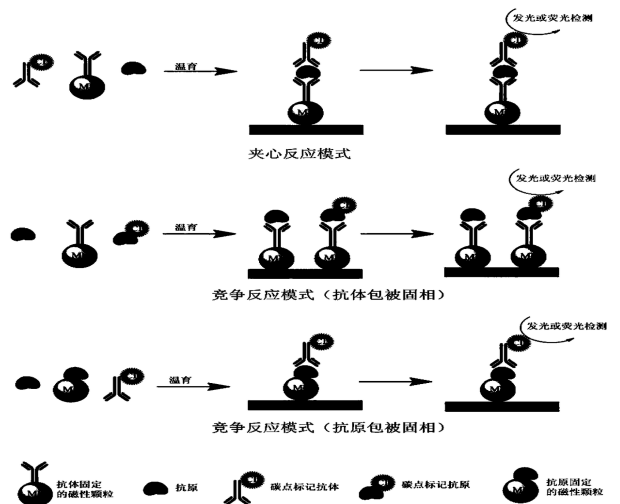 发光或荧光检测
温育
夹心反应模式
发光或荧光检测
温育
竞争反应模式（抗体包被固相）
发光或荧光检测
温育
竞争反应模式（抗原包被固相）
抗体固定
的磁性颗粒
抗原
碳点标记抗体
碳点标记抗原
抗原固定
的磁性颗粒